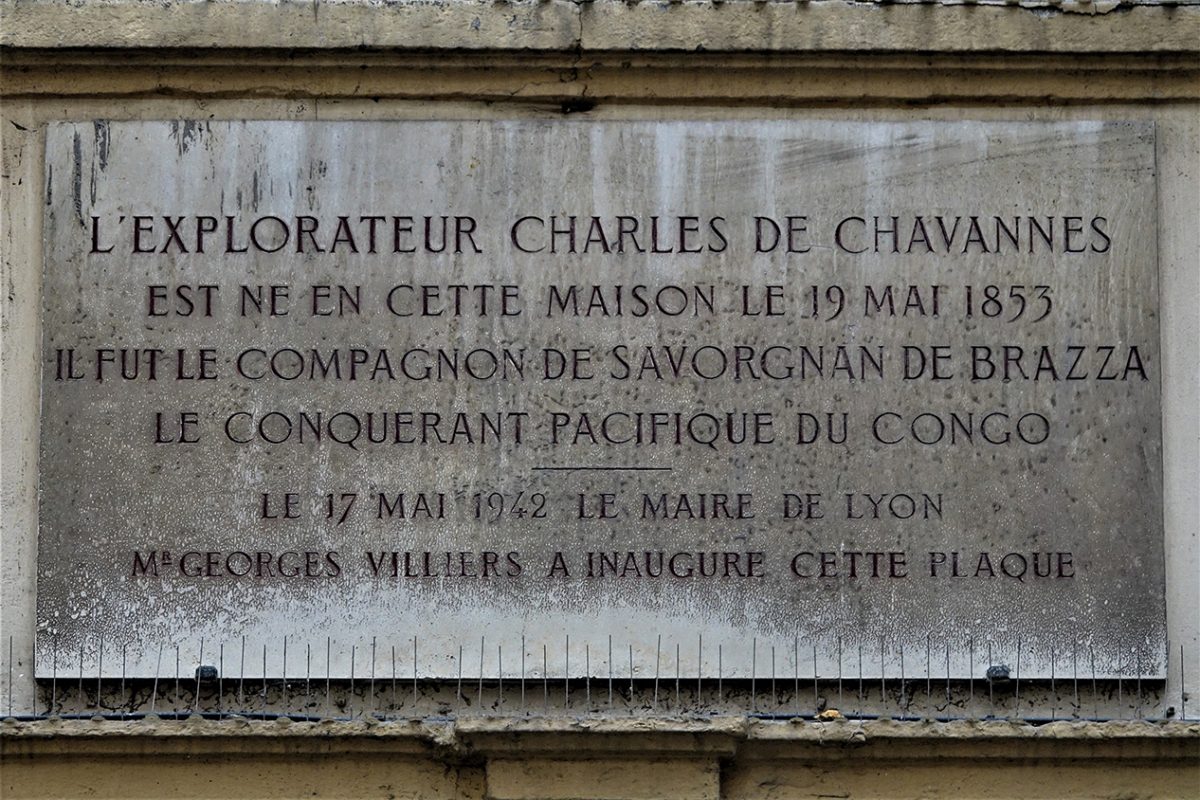 L'EXPLORATEUR CHARLES DE CHAVANNES
EST NE EN CETTE MAISON LE 19 MAI 1853
IL FUT LE COMPAGNON DE SAVORGNAN DE BRAZZA
LE CONQUERANT PACIFIQUE DU CONGO
LE 17 MAI 1942 LE MAIRE DE LYON
MR GEORGES VILLIERS A INAUGURE CETTE PLAQUE